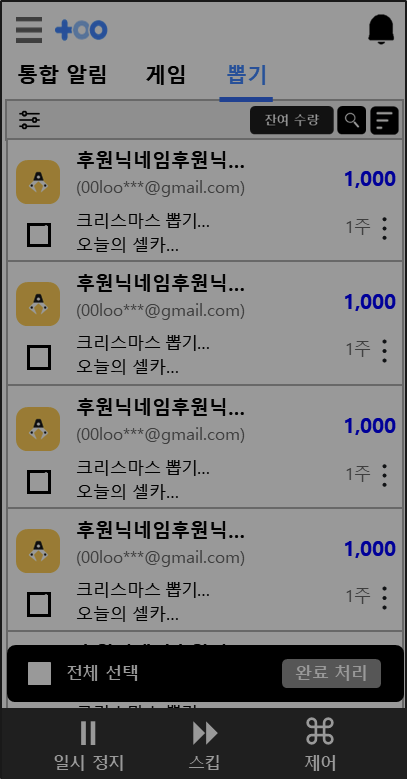 too
통합 알림 게임 뽑기
잔여 수량
후원닉네임후원닉...
(00loo***@gmail.com)
1,000
크리스마스 뽑기...
오늘의 셀카...
1주
후원닉네임후원닉...
(00loo***@gmail.com)
1,000
크리스마스 뽑기...
오늘의 셀카...
1주
후원닉네임후원닉...
(00loo***@gmail.com)
1,000
크리스마스 뽑기...
오늘의 셀카...
1주
후원닉네임후원닉...
(00loo***@gmail.com)
1,000
크리스마스 뽑기...
오늘의 셀카...
1주
전체 선택
완료 처리
일시 정지 스킵 제어